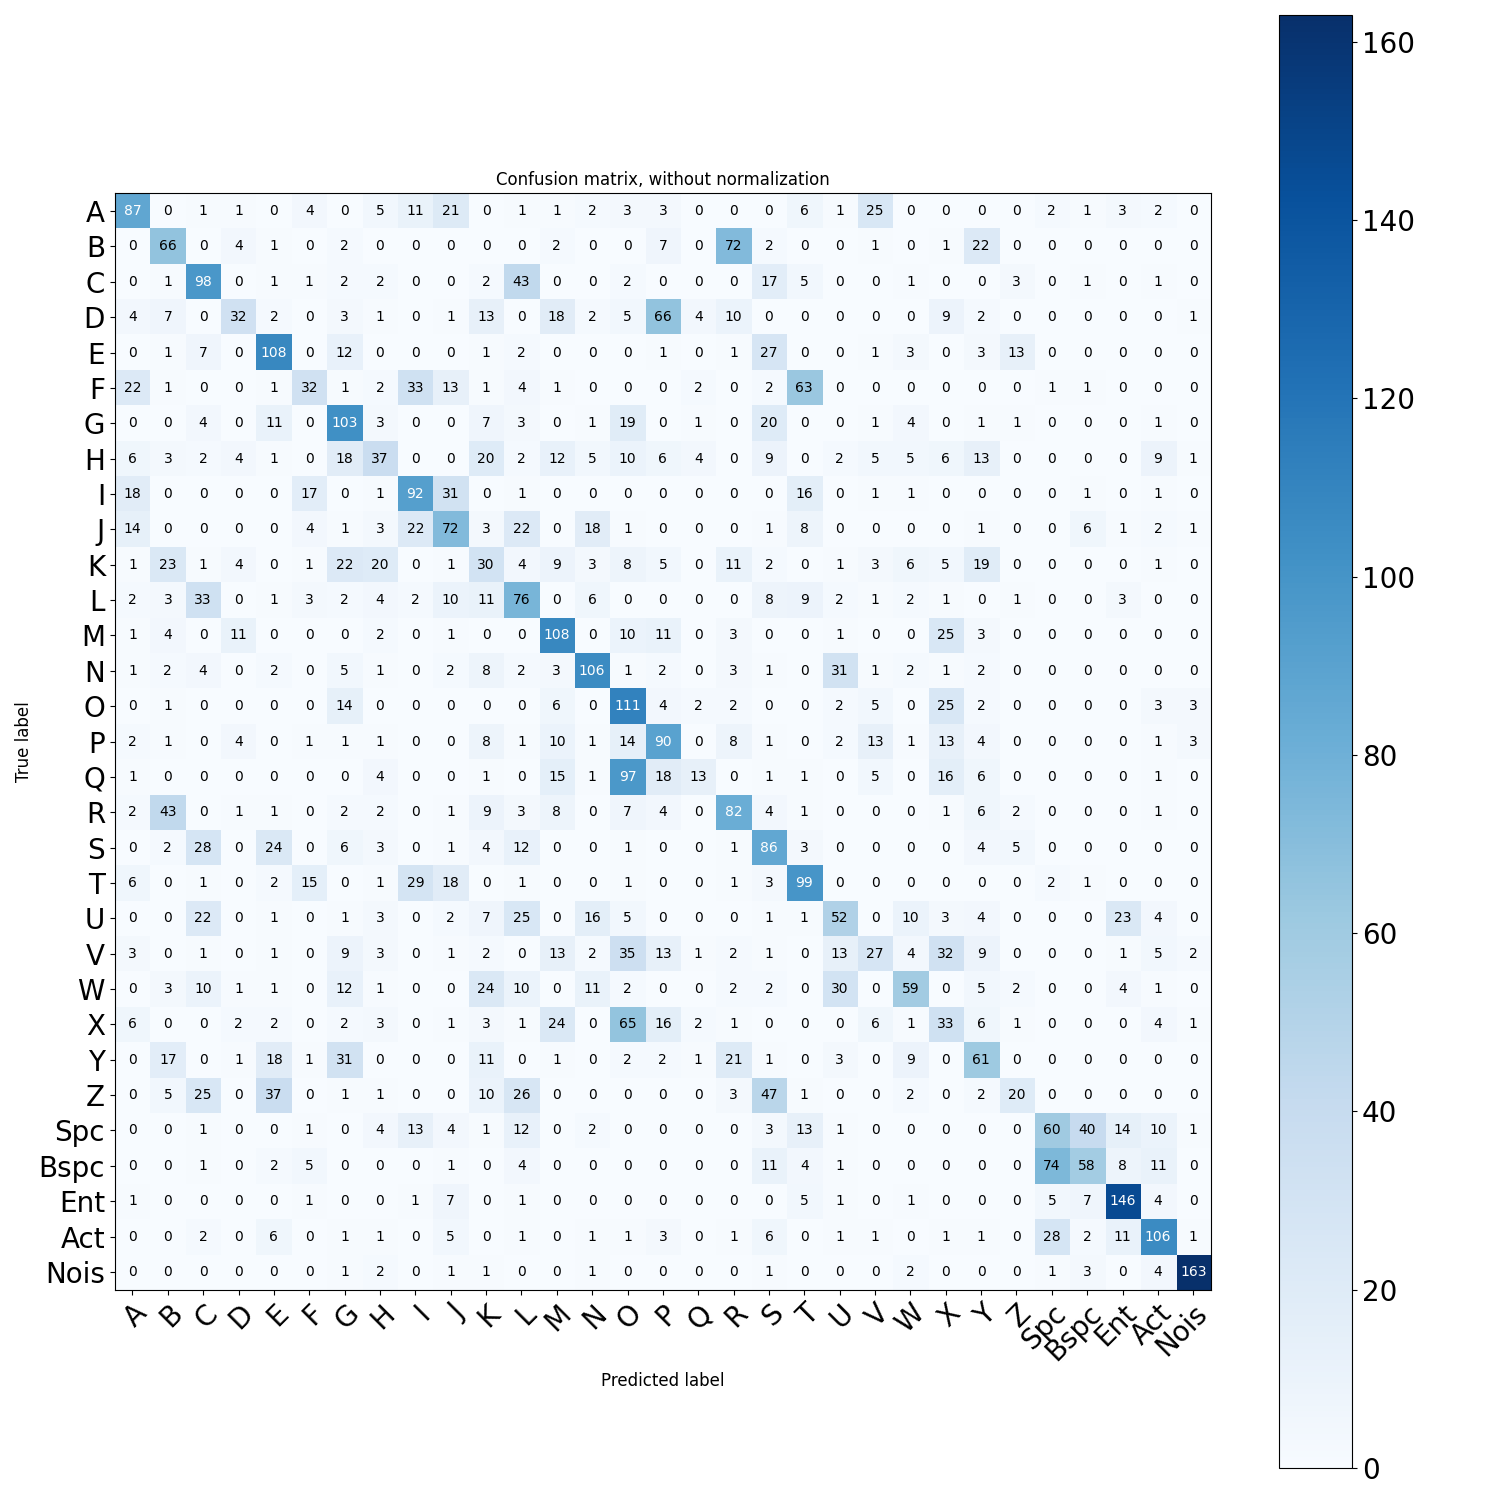 Confusion matrix, without normalization
A 87 0 1 1 0 4 0 5 11 21 0 1 1 2 3 3 0 0 0 6 1 25 0 0 0 0 2 1 3 2 0
B 0 66 0 4 1 0 2 0 0 0 0 0 2 0 0 7 0 72 2 0 0 1 0 1 22 0 0 0 0 0 0
C 0 1 98 0 1 1 2 2 0 0 2 43 0 0 2 0 0 0 17 5 0 0 1 0 0 3 0 1 0 1 0
D 4 7 0 32 2 0 3 1 0 1 13 0 18 2 5 66 4 10 0 0 0 0 0 9 2 0 0 0 0 0 1
E 0 1 7 0 108 0 12 0 0 0 1 2 0 0 0 1 0 1 27 0 0 1 3 0 3 13 0 0 0 0 0
F 22 1 0 0 1 32 1 2 33 13 1 4 1 0 0 0 2 0 2 63 0 0 0 0 0 0 1 1 0 0 0
G 0 0 4 0 11 0 103 3 0 0 7 3 0 1 19 0 1 0 20 0 0 1 4 0 1 1 0 0 0 1 0
H 6 3 2 4 1 0 18 37 0 0 20 2 12 5 10 6 4 0 9 0 2 5 5 6 13 0 0 0 0 9 1
I 18 0 0 0 0 17 0 1 92 31 0 1 0 0 0 0 0 0 0 16 0 1 1 0 0 0 0 1 0 1 0
J 14 0 0 0 0 4 1 3 22 72 3 22 0 18 1 0 0 0 1 8 0 0 0 0 1 0 0 6 1 2 1
K 1 23 1 4 0 1 22 20 0 1 30 4 9 3 8 5 0 11 2 0 1 3 6 5 19 0 0 0 0 1 0
L 2 3 33 0 1 3 2 4 2 10 11 76 0 6 0 0 0 0 8 9 2 1 2 1 0 1 0 0 3 0 0
M 1 4 0 11 0 0 0 2 0 1 0 0 108 0 10 11 0 3 0 0 1 0 0 25 3 0 0 0 0 0 0
N 1 2 4 0 2 0 5 1 0 2 8 2 3 106 1 2 0 3 1 0 31 1 2 1 2 0 0 0 0 0 0
O 0 1 0 0 0 0 14 0 0 0 0 0 6 0 111 4 2 2 0 0 2 5 0 25 2 0 0 0 0 3 3
P 2 1 0 4 0 1 1 1 0 0 8 1 10 1 14 90 0 8 1 0 2 13 1 13 4 0 0 0 0 1 3
Q 1 0 0 0 0 0 0 4 0 0 1 0 15 1 97 18 13 0 1 1 0 5 0 16 6 0 0 0 0 1 0
R 2 43 0 1 1 0 2 2 0 1 9 3 8 0 7 4 0 82 4 1 0 0 0 1 6 2 0 0 0 1 0
S 0 2 28 0 24 0 6 3 0 1 4 12 0 0 1 0 0 1 86 3 0 0 0 0 4 5 0 0 0 0 0
T 6 0 1 0 2 15 0 1 29 18 0 1 0 0 1 0 0 1 3 99 0 0 0 0 0 0 2 1 0 0 0
U 0 0 22 0 1 0 1 3 0 2 7 25 0 16 5 0 0 0 1 1 52 0 10 3 4 0 0 0 23 4 0
V 3 0 1 0 1 0 9 3 0 1 2 0 13 2 35 13 1 2 1 0 13 27 4 32 9 0 0 0 1 5 2
W 0 3 10 1 1 0 12 1 0 0 24 10 0 11 2 0 0 2 2 0 30 0 59 0 5 2 0 0 4 1 0
X 6 0 0 2 2 0 2 3 0 1 3 1 24 0 65 16 2 1 0 0 0 6 1 33 6 1 0 0 0 4 1
Y 0 17 0 1 18 1 31 0 0 0 11 0 1 0 2 2 1 21 1 0 3 0 9 0 61 0 0 0 0 0 0
Z 0 5 25 0 37 0 1 1 0 0 10 26 0 0 0 0 0 3 47 1 0 0 2 0 2 20 0 0 0 0 0
Spc 0 0 1 0 0 1 0 4 13 4 1 12 0 2 0 0 0 0 3 13 1 0 0 0 0 0 60 40 14 10 1
Bspc 0 0 1 0 2 5 0 0 0 1 0 4 0 0 0 0 0 0 11 4 1 0 0 0 0 0 74 58 8 11 0
Ent 1 0 0 0 0 1 0 0 1 7 0 1 0 0 0 0 0 0 0 5 1 0 1 0 0 0 5 7 146 4 0
Act 0 0 2 0 6 0 1 1 0 5 0 1 0 1 1 3 0 1 6 0 1 1 0 1 1 0 28 2 11 106 1
Nois 0 0 0 0 0 0 1 2 0 1 1 0 0 1 0 0 0 0 1 0 0 0 2 0 0 0 1 3 0 4 163
A B C D E F G H I J K L M N O P Q R S T U V W X Y Z Spc Bspc Ent Act Nois
Predicted label
True label
160
140
120
100
80
60
40
20
0